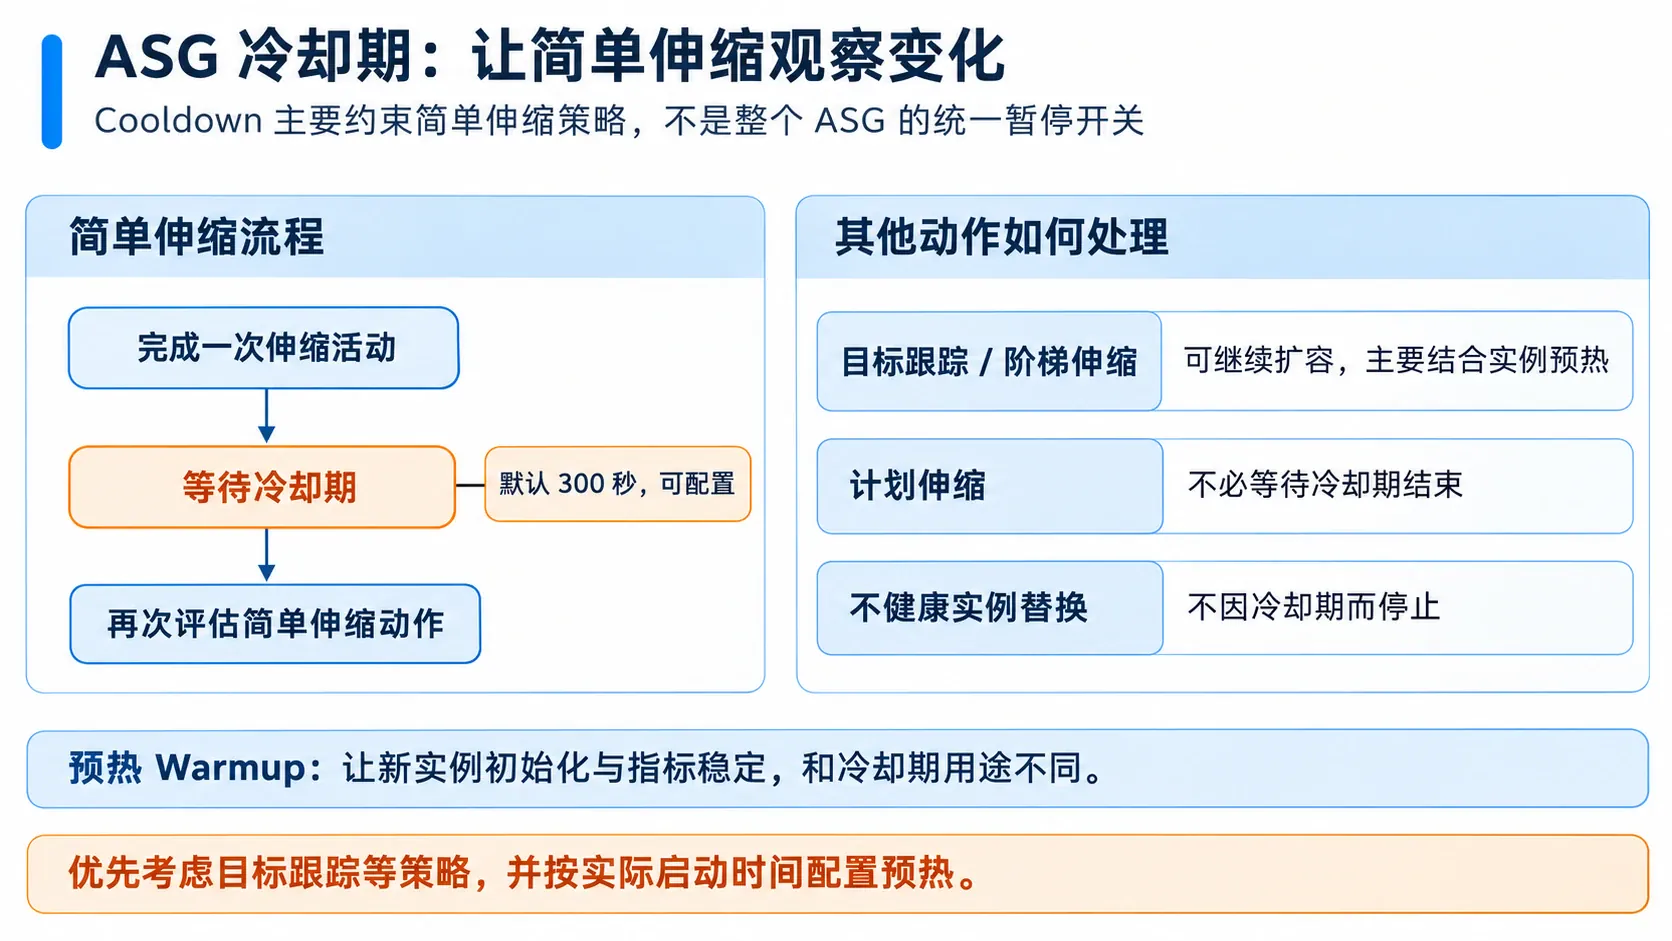 ASG 冷却期：让简单伸缩观察变化
Cooldown 主要约束简单伸缩策略，不是整个 ASG 的统一暂停开关
简单伸缩流程
完成一次伸缩活动
等待冷却期
默认 300 秒，可配置
再次评估简单伸缩动作
其他动作如何处理
目标跟踪 / 阶梯伸缩
可继续扩容，主要结合实例预热
计划伸缩
不必等待冷却期结束
不健康实例替换
不因冷却期而停止
预热 Warmup：让新实例初始化与指标稳定，和冷却期用途不同。
优先考虑目标跟踪等策略，并按实际启动时间配置预热。